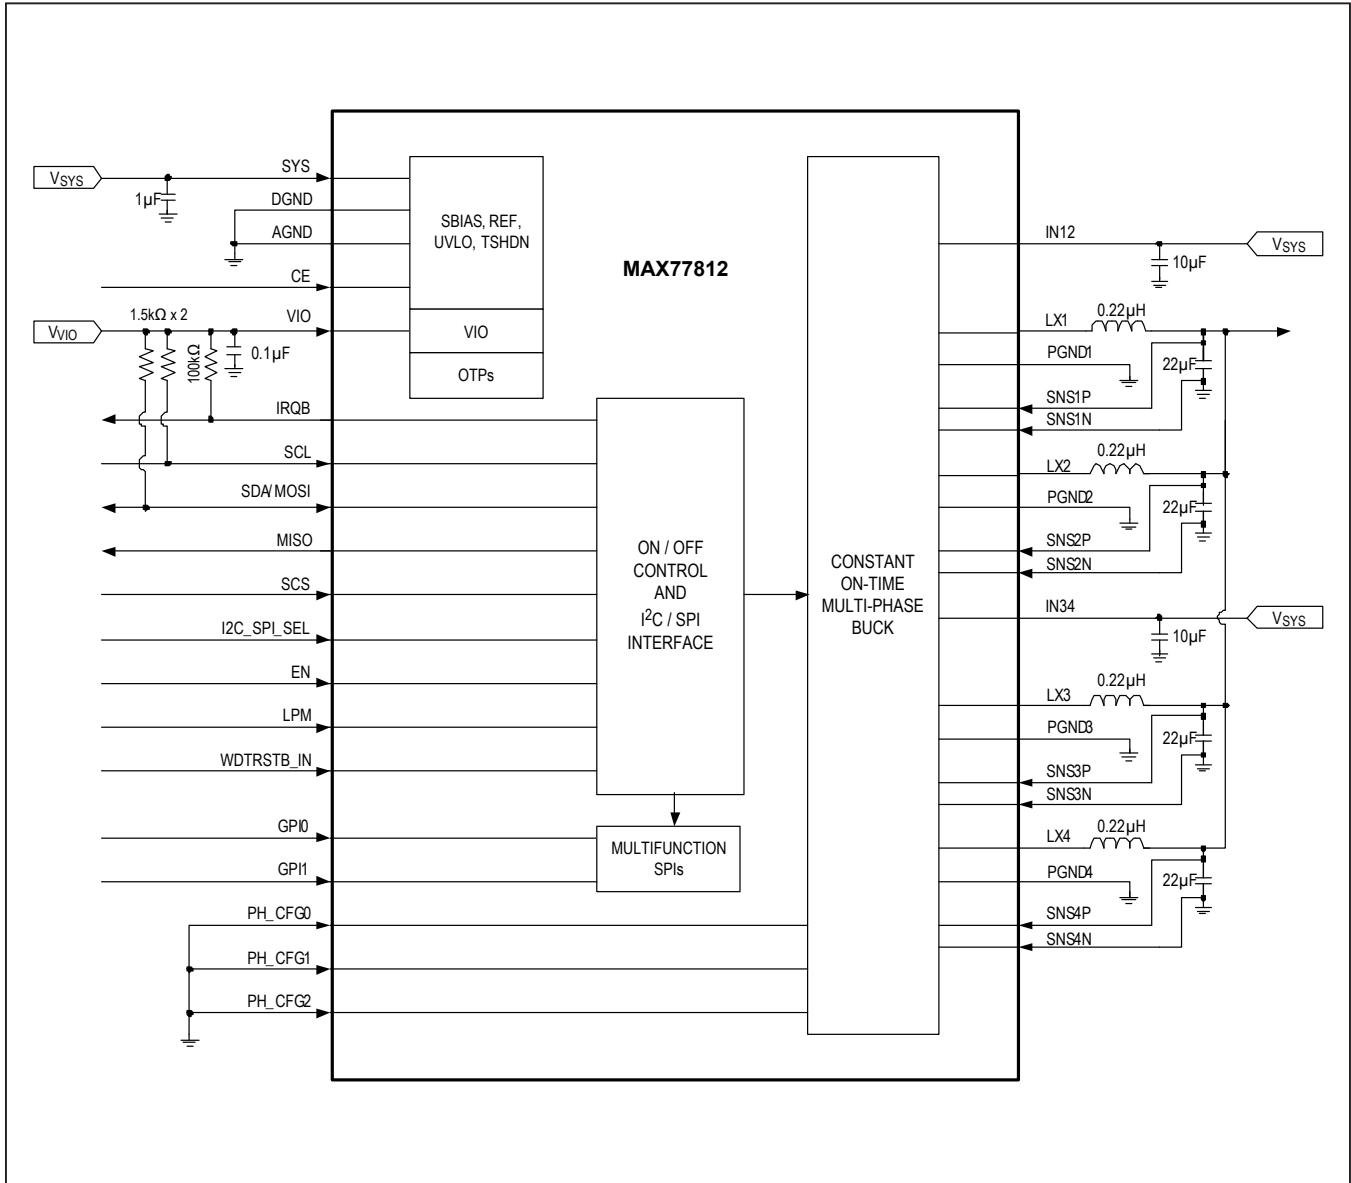 MAX77812
VSYS
1µF
SYS
DGND
AGND
CE
VVIO
1.5kΩ x 2
VIO
100kΩ
0.1µF
IRQB
SCL
SDA/MOSI
MISO
SCS
I2C_SPI_SEL
EN
LPM
WDTRSTB_IN
GPI0
GPI1
PH_CFG0
PH_CFG1
PH_CFG2
SBIAS, REF,
UVLO, TSHDN
VIO
OTPs
ON / OFF
CONTROL
AND
I2C / SPI
INTERFACE
MULTIFUNCTION
SPIs
CONSTANT
ON-TIME
MULTI-PHASE
BUCK
IN12
VSYS
10µF
LX1
0.22µH
PGND1
22µF
SNS1P
SNS1N
LX2
0.22µH
PGND2
22µF
SNS2P
SNS2N
IN34
VSYS
10µF
LX3
0.22µH
PGND3
22µF
SNS3P
SNS3N
LX4
0.22µH
PGND4
22µF
SNS4P
SNS4N